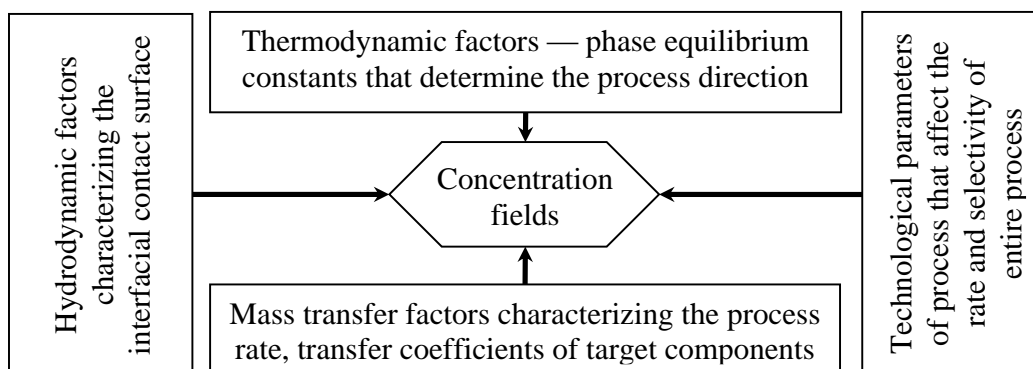 Hydrodynamic factors
characterizing the
interfacial contact surface
Thermodynamic factors — phase equilibrium
constants that determine the process direction
Concentration
fields
Mass transfer factors characterizing the process
rate, transfer coefficients of target components
Technological parameters
of process that affect the
rate and selectivity of
entire process